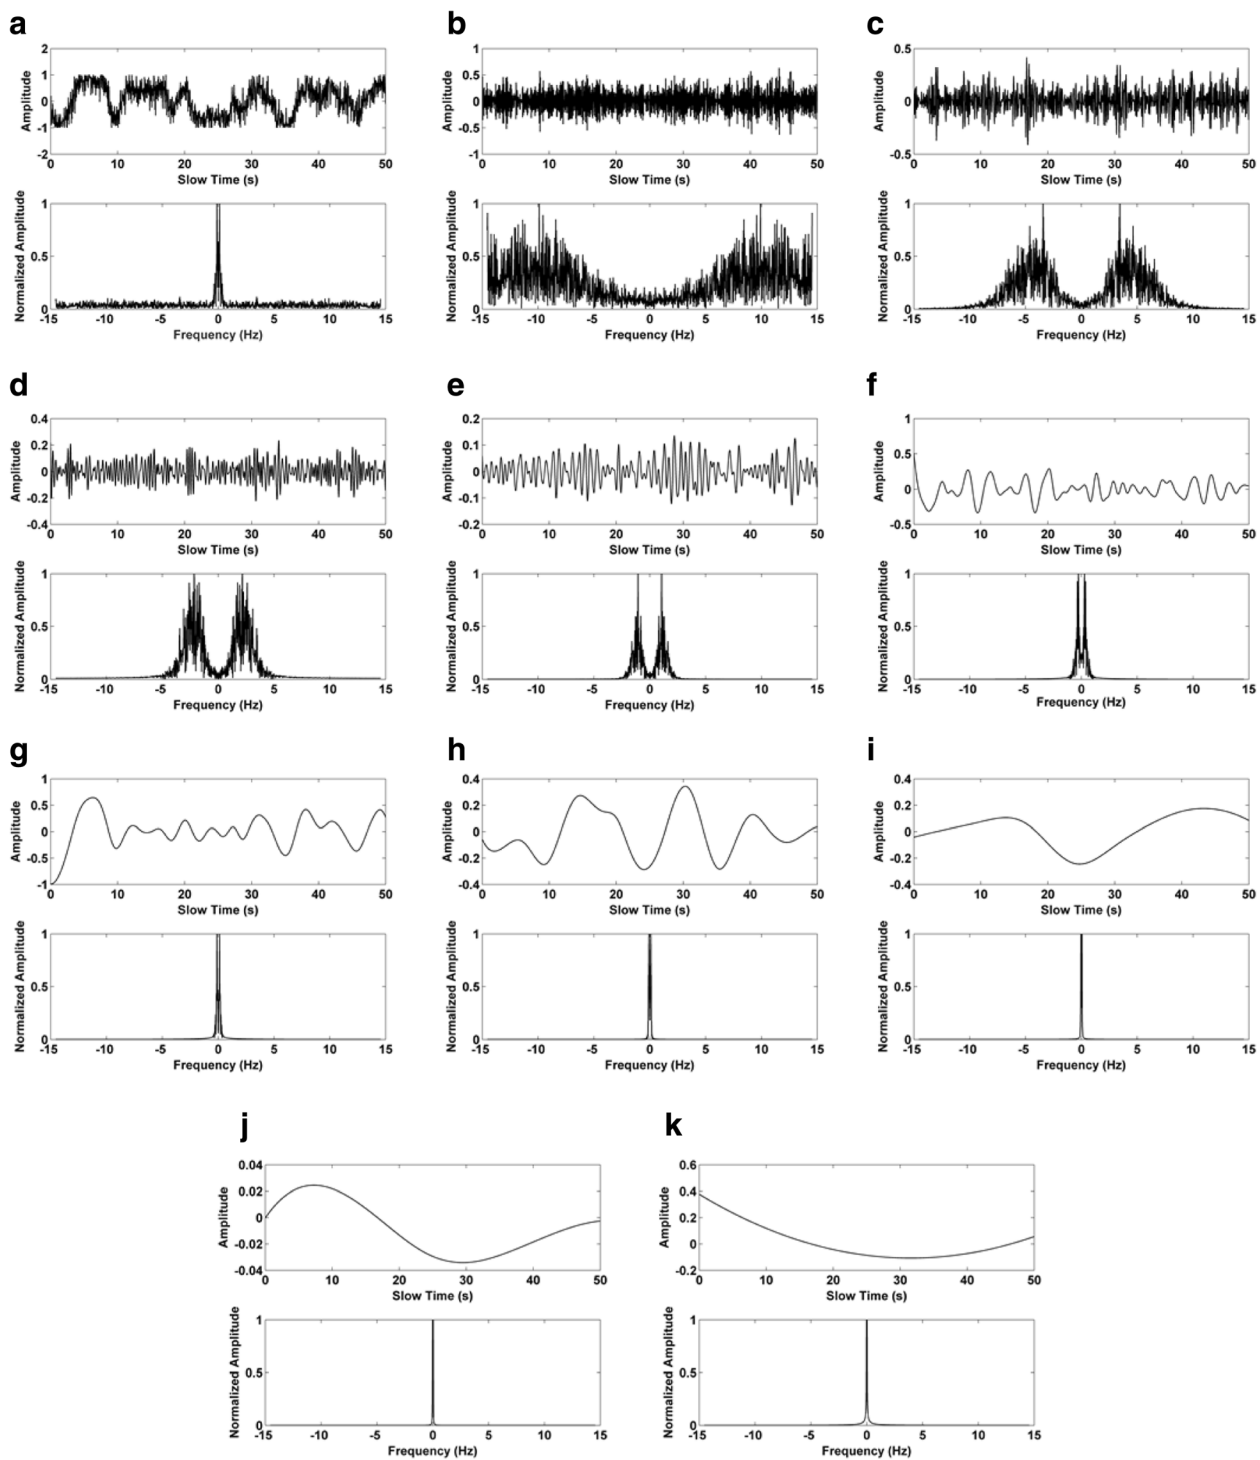 a b c
2 1 0 -1 -2
Amplitude
0 10 20 30 40 50
Slow Time (s)
1 0.5 0 -0.5 -1
Amplitude
0 10 20 30 40 50
Slow Time (s)
0.5 0 -0.5
Amplitude
0 10 20 30 40 50
Slow Time (s)
1 0.5 0
Normalized Amplitude
-15 -10 -5 0 5 10 15
Frequency (Hz)
1 0.5 0
Normalized Amplitude
-15 -10 -5 0 5 10 15
Frequency (Hz)
1 0.5 0
Normalized Amplitude
-15 -10 -5 0 5 10 15
Frequency (Hz)
d e f
0.4 0.2 0 -0.2 -0.4
Amplitude
0 10 20 30 40 50
Slow Time (s)
0.2 0.1 0 -0.1 -0.2
Amplitude
0 10 20 30 40 50
Slow Time (s)
1 0.5 0 -0.5
Amplitude
0 10 20 30 40 50
Slow Time (s)
1 0.5 0
Normalized Amplitude
-15 -10 -5 0 5 10 15
Frequency (Hz)
1 0.5 0
Normalized Amplitude
-15 -10 -5 0 5 10 15
Frequency (Hz)
1 0.5 0
Normalized Amplitude
-15 -10 -5 0 5 10 15
Frequency (Hz)
g h i
1 0.5 0 -0.5 -1
Amplitude
0 10 20 30 40 50
Slow Time (s)
0.4 0.2 0 -0.2 -0.4
Amplitude
0 10 20 30 40 50
Slow Time (s)
0.4 0.2 0 -0.2 -0.4
Amplitude
0 10 20 30 40 50
Slow Time (s)
1 0.5 0
Normalized Amplitude
-15 -10 -5 0 5 10 15
Frequency (Hz)
1 0.5 0
Normalized Amplitude
-15 -10 -5 0 5 10 15
Frequency (Hz)
1 0.5 0
Normalized Amplitude
-15 -10 -5 0 5 10 15
Frequency (Hz)
j k
0.04 0.02 0 -0.02 -0.04
Amplitude
0 10 20 30 40 50
Slow Time (s)
0.6 0.4 0.2 0 -0.2
Amplitude
0 10 20 30 40 50
Slow Time (s)
1 0.5 0
Normalized Amplitude
-15 -10 -5 0 5 10 15
Frequency (Hz)
1 0.5 0
Normalized Amplitude
-15 -10 -5 0 5 10 15
Frequency (Hz)